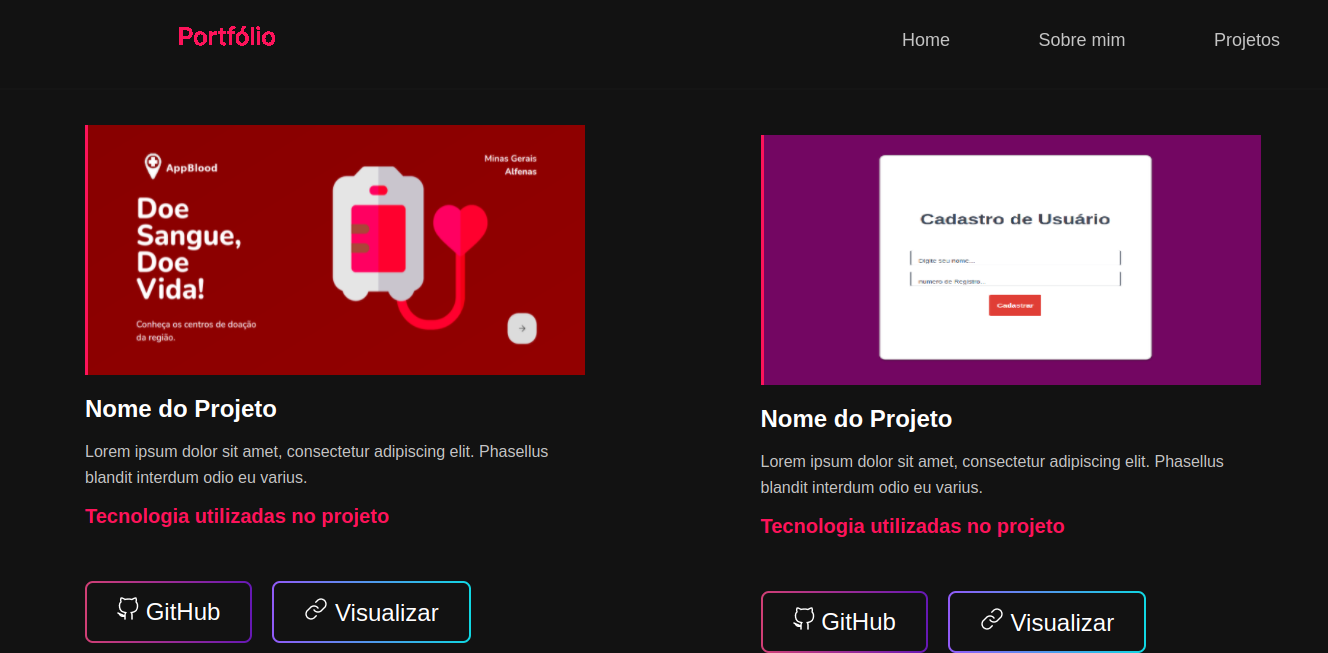 Portfólio
Home
Sobre mim
Projetos
AppBlood
Minas Gerais
Alfenas
Doe
Sangue,
Doe
Vida!
Conheça os centros de doação
da região.
Nome do Projeto
Lorem ipsum dolor sit amet, consectetur adipiscing elit. Phasellus
blandit interdum odio eu varius.
Tecnologia utilizadas no projeto
GitHub
Visualizar
Cadastro de Usuário
Digite seu nome...
numero de Registro...
Cadastrar
Nome do Projeto
Lorem ipsum dolor sit amet, consectetur adipiscing elit. Phasellus
blandit interdum odio eu varius.
Tecnologia utilizadas no projeto
GitHub
Visualizar